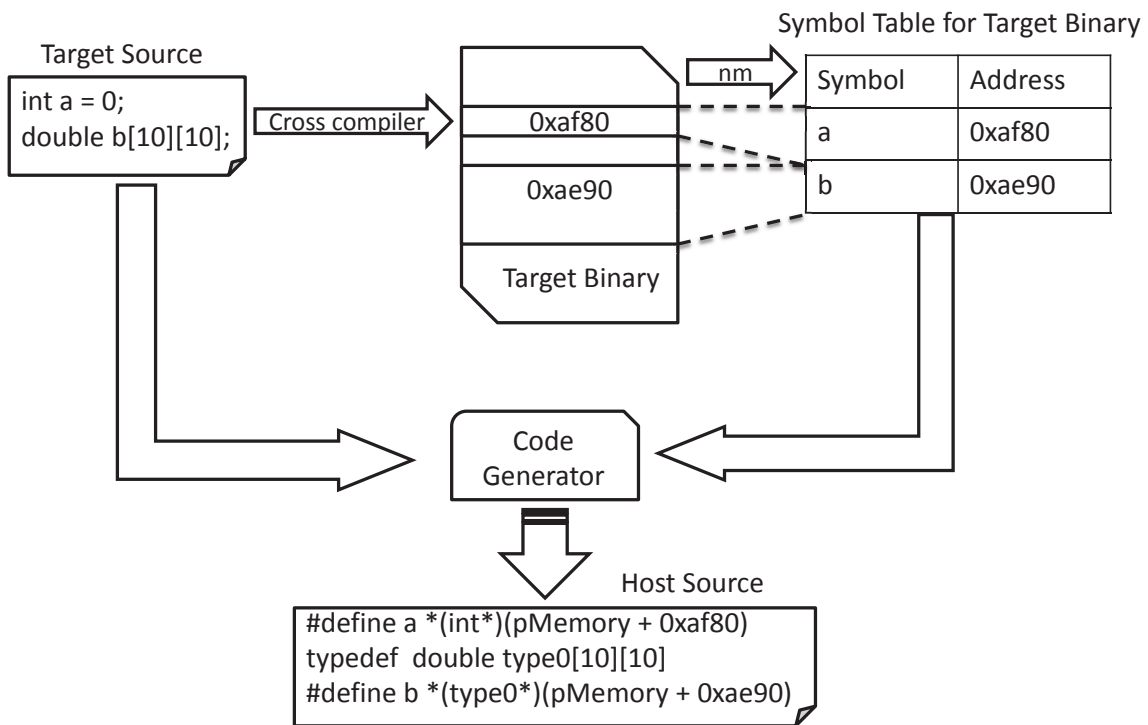 Symbol Table for Target Binary
Target Source
int a = 0;
double b[10][10];
Cross compiler
0xaf80
0xae90
Target Binary
nm
Symbol Address
a 0xaf80
b 0xae90
Code
Generator
Host Source
#define a *(int*)(pMemory + 0xaf80)
typedef  double type0[10][10]
#define b *(type0*)(pMemory + 0xae90)